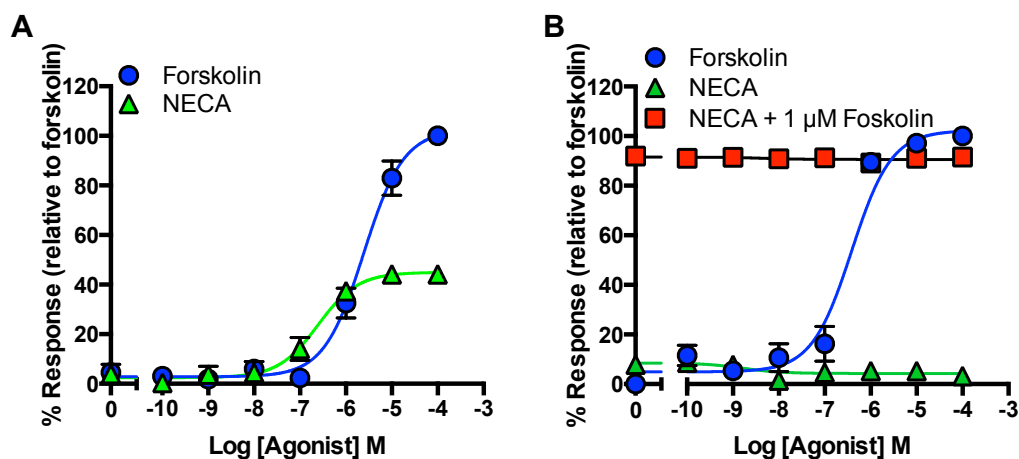 A
Forskolin
NECA
% Response (relative to forskolin)
120
100
80
60
40
20
0
0 -10 -9 -8 -7 -6 -5 -4 -3
Log [Agonist] M
B
Forskolin
NECA
NECA + 1 µM Foskolin
% Response (relative to forskolin)
120
100
80
60
40
20
0
0 -10 -9 -8 -7 -6 -5 -4 -3
Log [Agonist] M